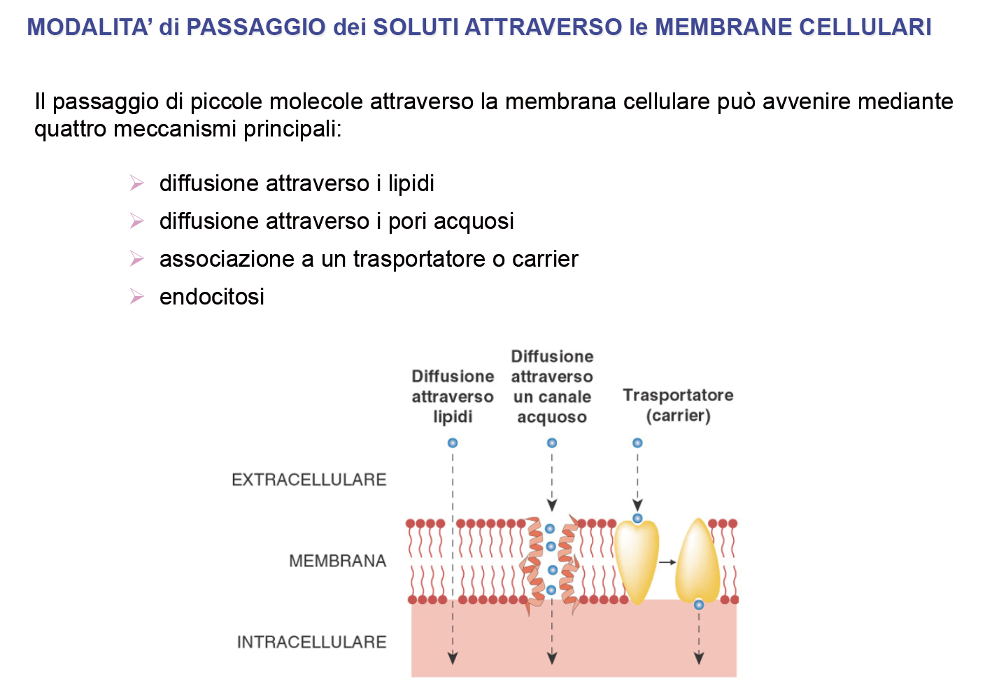 MODALITA’ di PASSAGGIO dei SOLUTI ATTRAVERSO le MEMBRANE CELLULARI
Il passaggio di piccole molecole attraverso la membrana cellulare può avvenire mediante
quattro meccanismi principali:
diffusione attraverso i lipidi
diffusione attraverso i pori acquosi
associazione a un trasportatore o carrier
endocitosi
Diffusione
attraverso
lipidi
Diffusione
attraverso
un canale
acquoso
Trasportatore
(carrier)
EXTRACELLULARE
MEMBRANA
INTRACELLULARE